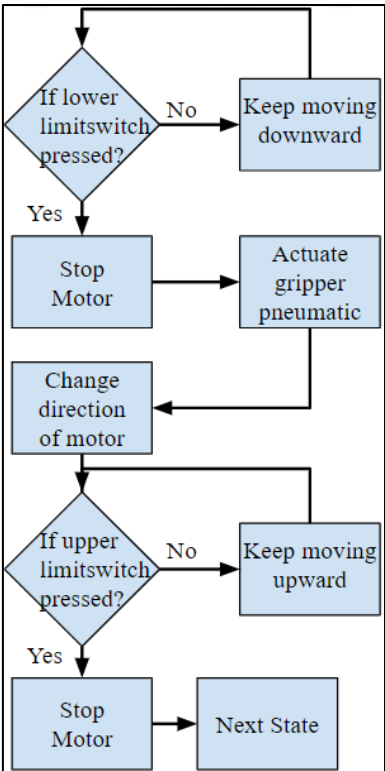 If lower
limitswitch
pressed?
No
Keep moving
downward
Yes
Stop
Motor
Actuate
gripper
pneumatic
Change
direction
of motor
If upper
limitswitch
pressed?
No
Keep moving
upward
Yes
Stop
Motor
Next State